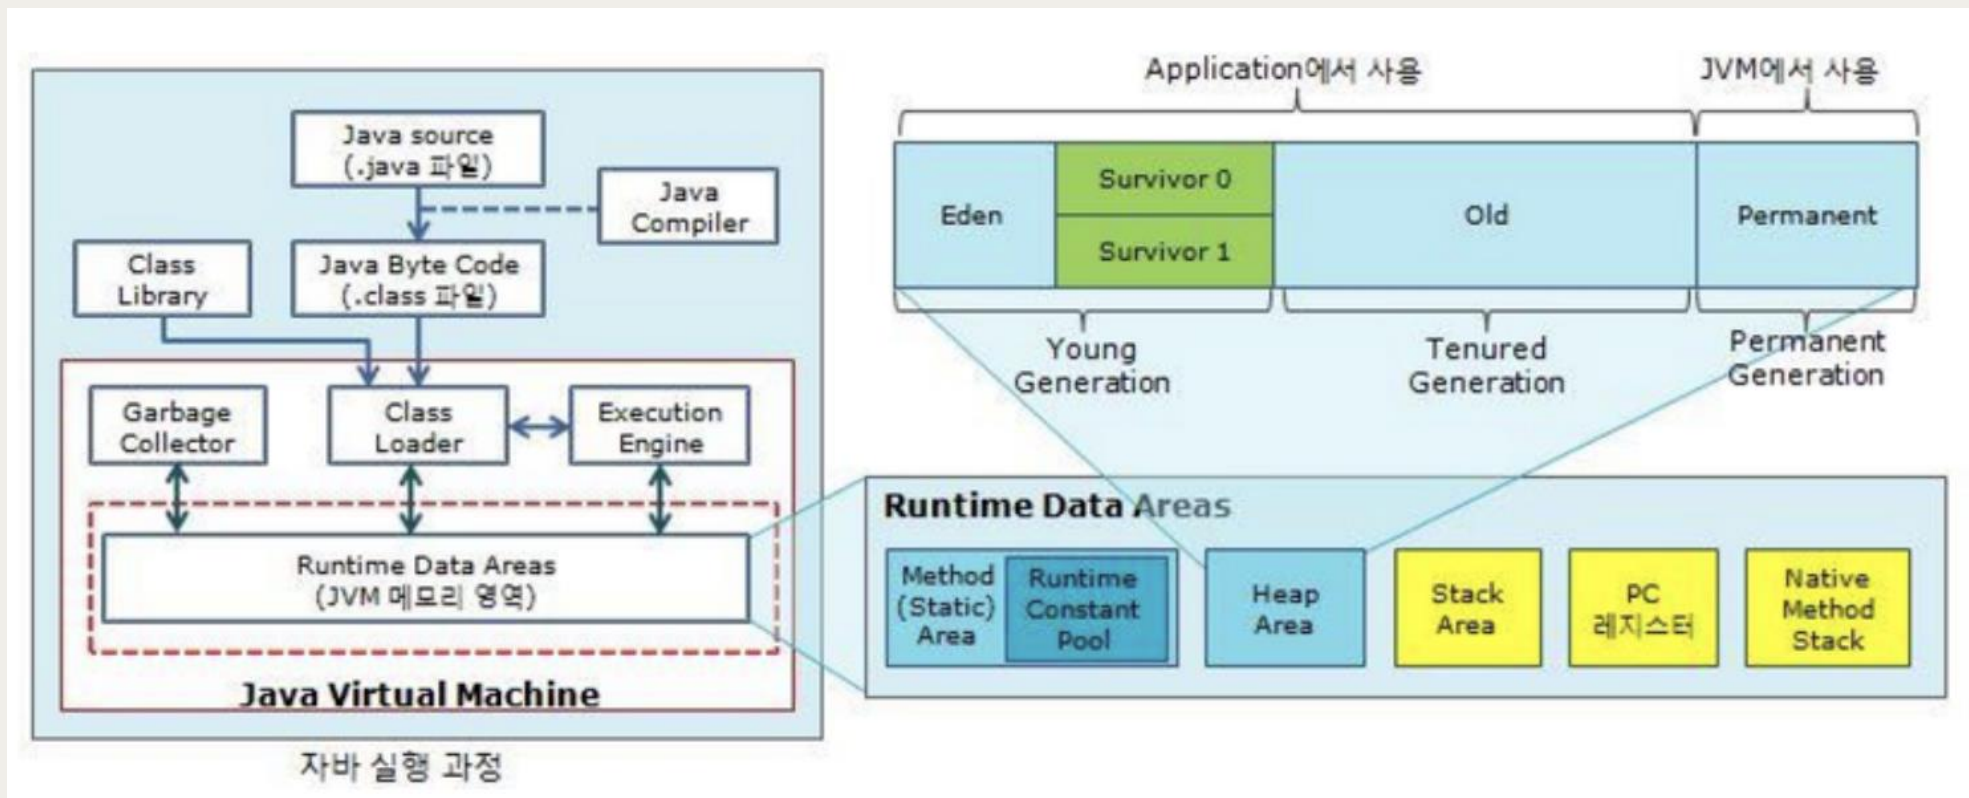 Java source
(.java 파일)
Java
Compiler
Class
Library
Java Byte Code
(.class 파일)
Garbage
Collector
Class
Loader
Execution
Engine
Runtime Data Areas
(JVM 메모리 영역)
Java Virtual Machine
자바 실행 과정
Application에서 사용
JVM에서 사용
Eden
Survivor 0
Survivor 1
Old
Permanent
Young
Generation
Tenured
Generation
Permanent
Generation
Runtime Data Areas
Method
(Static)
Area
Runtime
Constant
Pool
Heap
Area
Stack
Area
PC
레지스터
Native
Method
Stack